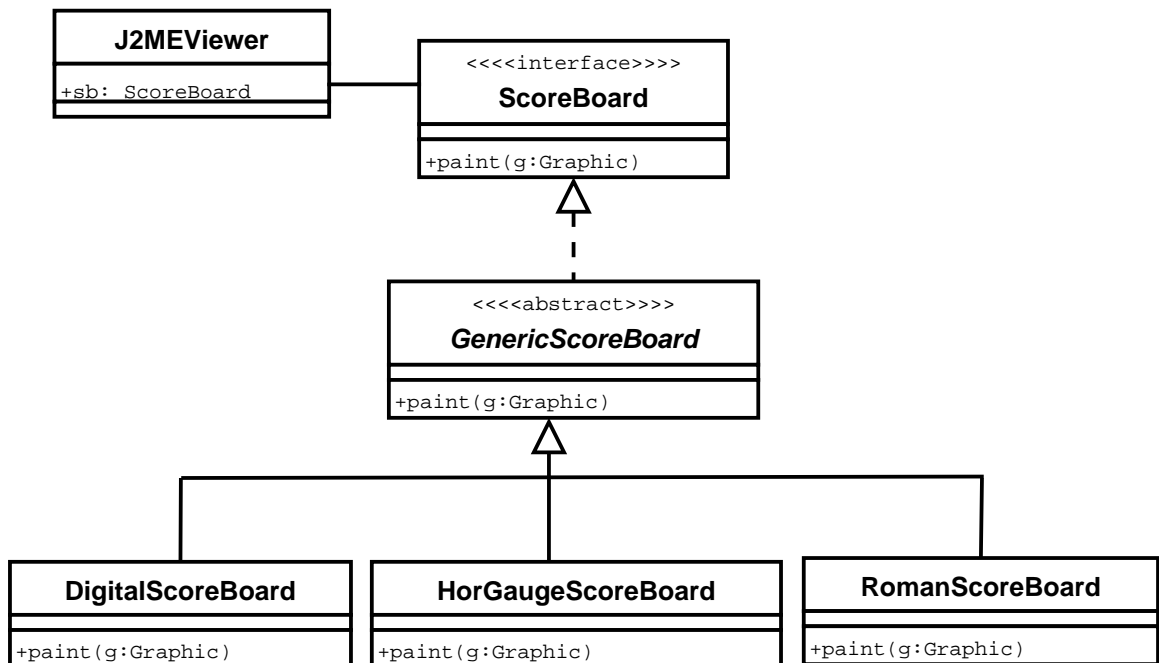 J2MEViewer
+sb: ScoreBoard
<<<<interface>>>>
ScoreBoard
+paint(g:Graphic)
<<<<abstract>>>>
GenericScoreBoard
+paint(g:Graphic)
DigitalScoreBoard
+paint(g:Graphic)
HorGaugeScoreBoard
+paint(g:Graphic)
RomanScoreBoard
+paint(g:Graphic)